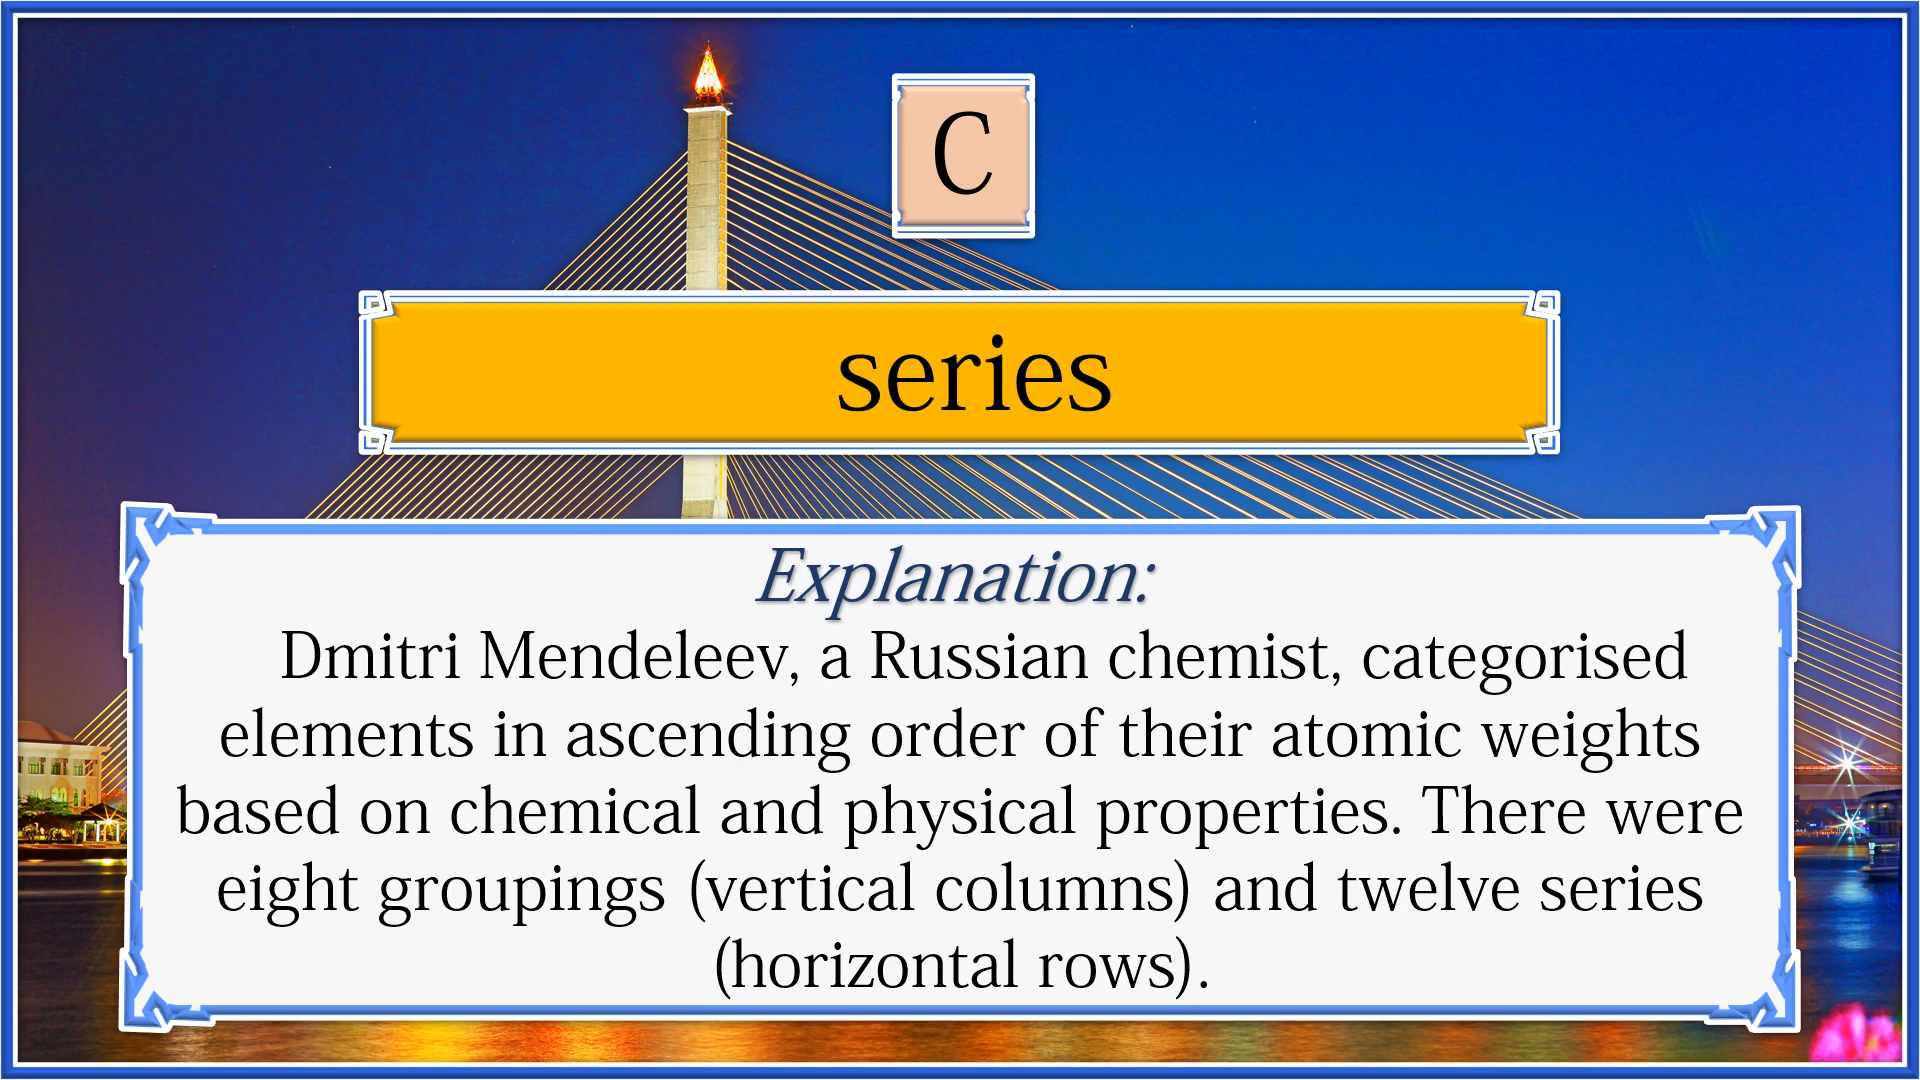 C
series
Explanation:
Dmitri Mendeleev, a Russian chemist, categorised
elements in ascending order of their atomic weights
based on chemical and physical properties. There were
eight groupings (vertical columns) and twelve series
(horizontal rows).